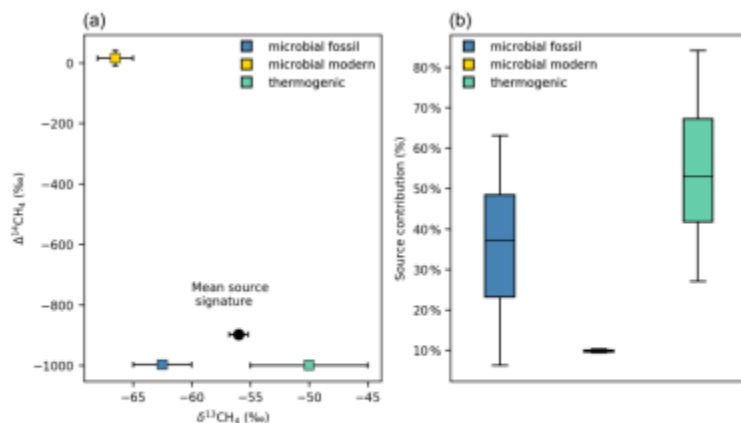 (a)
microbial fossil
microbial modern
thermogenic
Mean source
signature
Δ¹⁴CH₄ (‰)
0
−200
−400
−600
−800
−1000
−65
−60
−55
−50
−45
δ¹³CH₄ (‰)
(b)
microbial fossil
microbial modern
thermogenic
Source contribution (%)
80%
70%
60%
50%
40%
30%
20%
10%